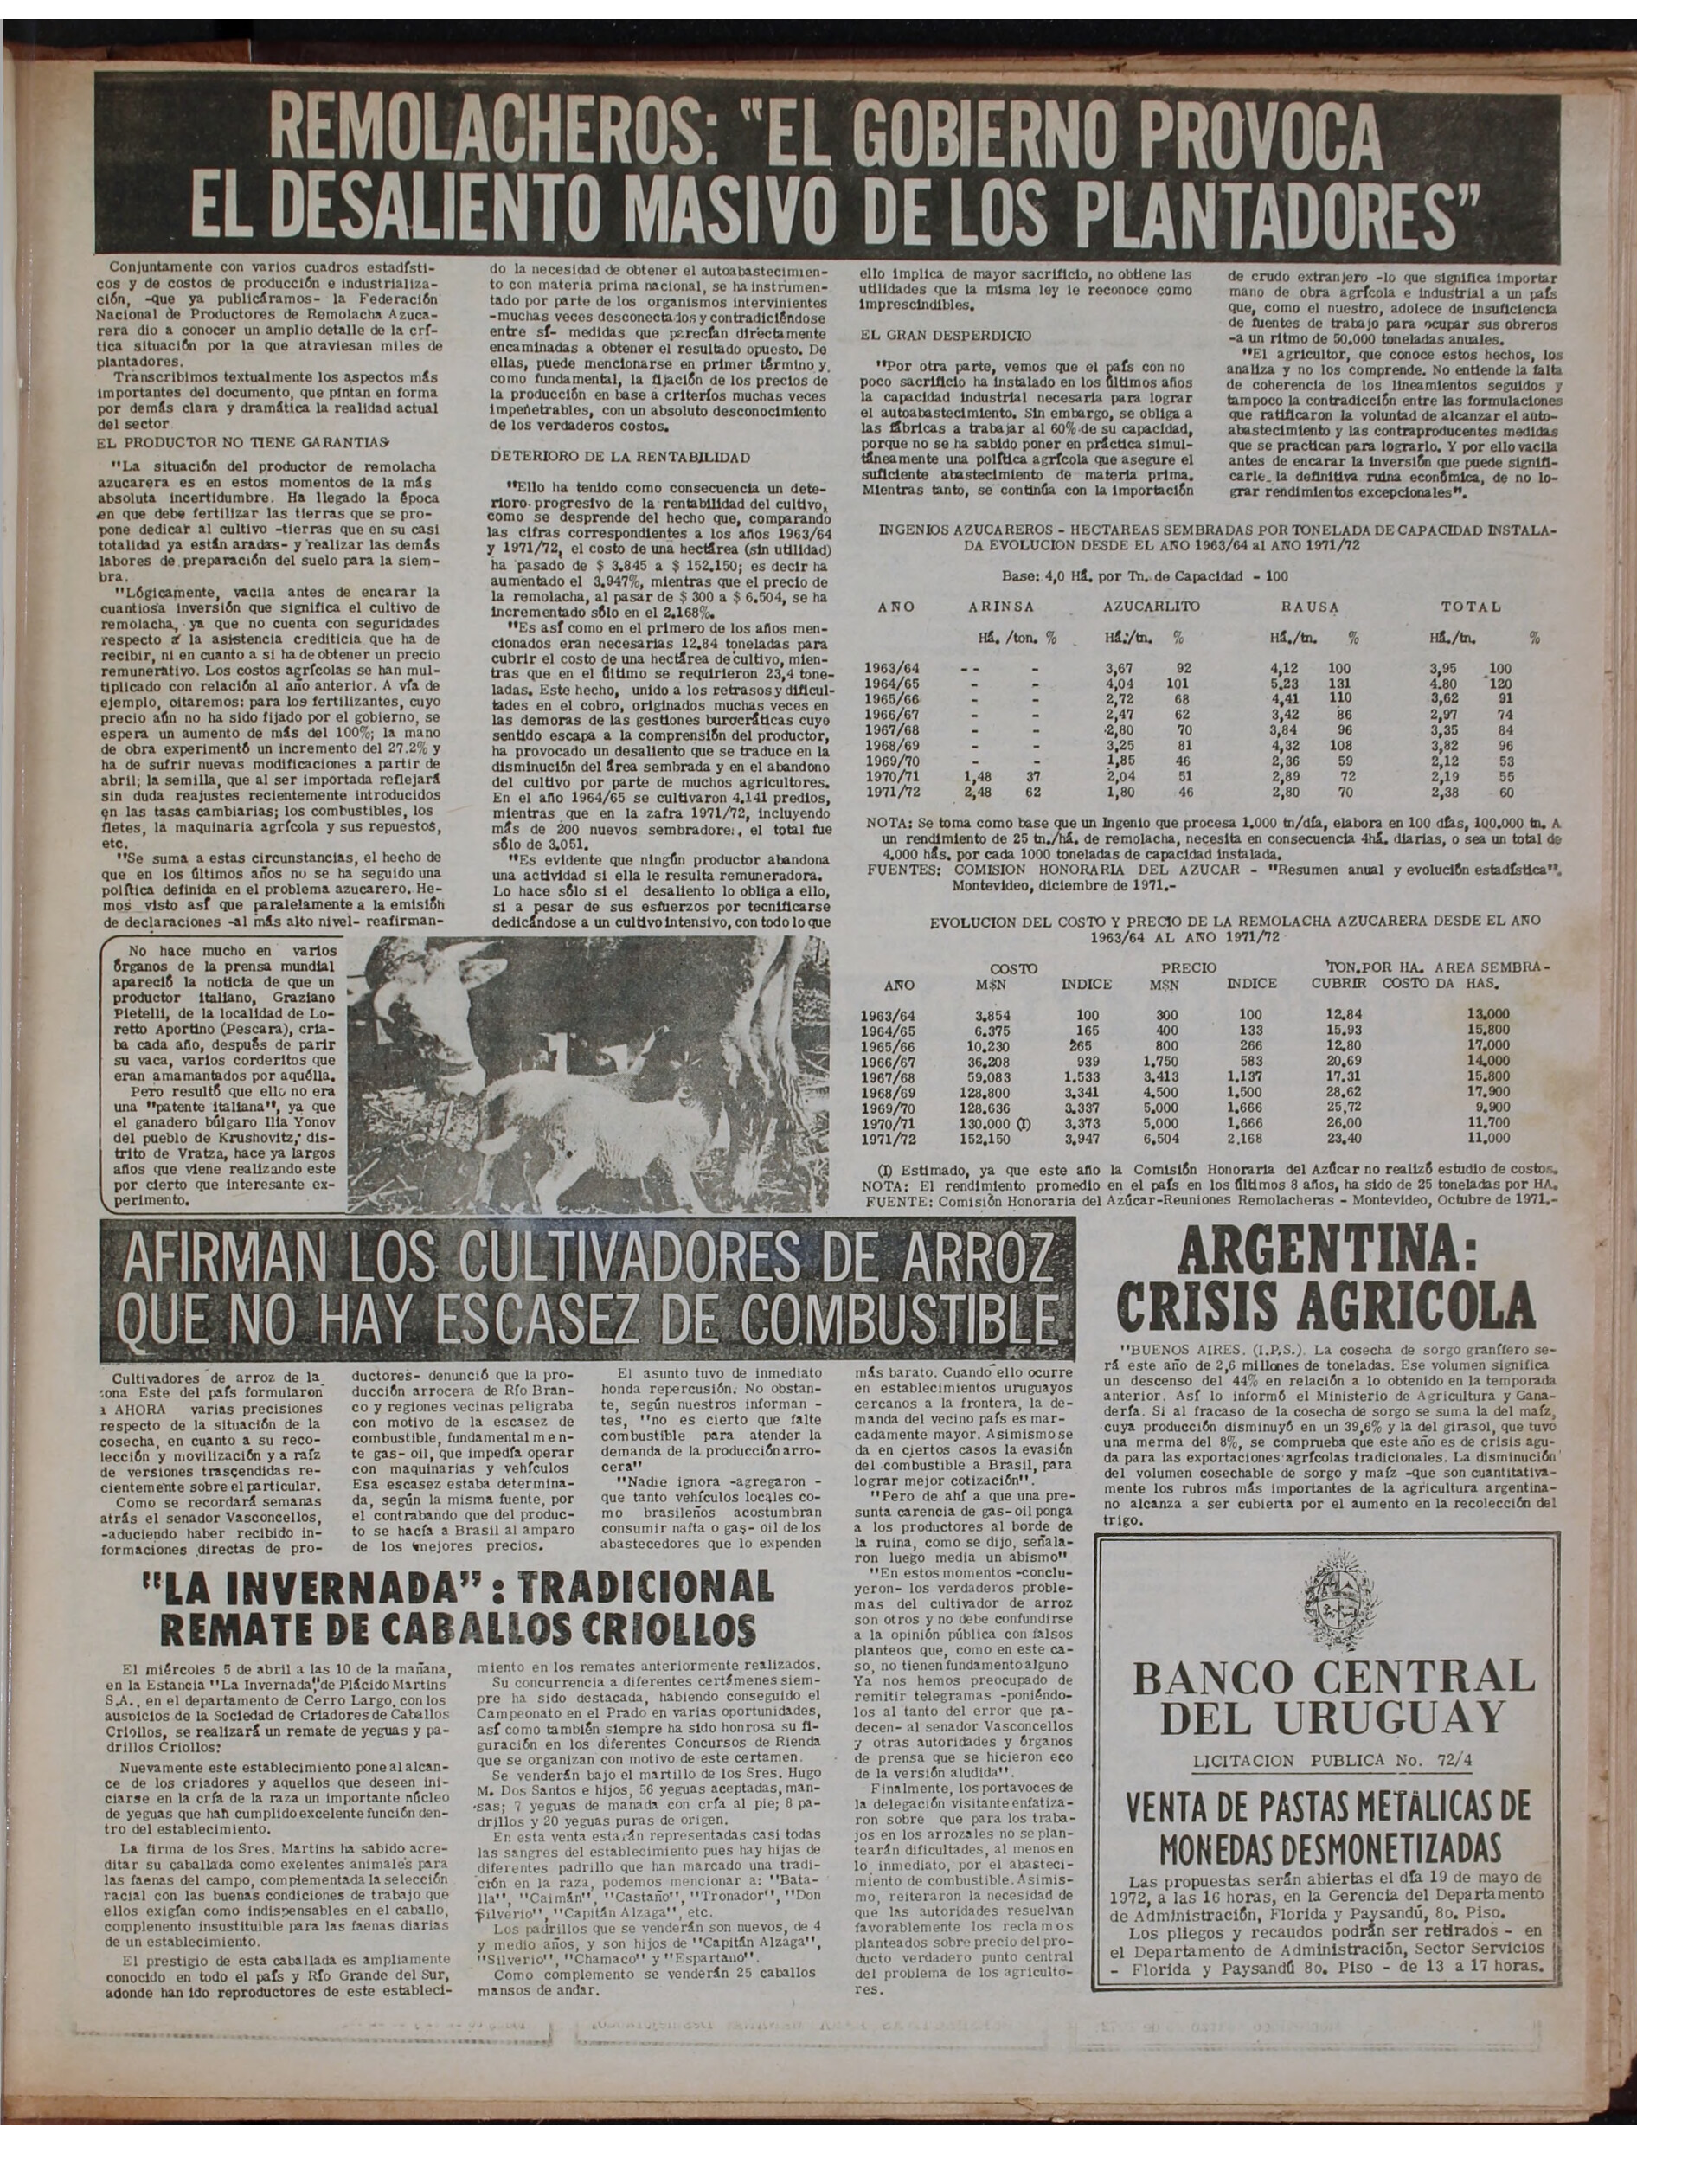 REMOLACHEROS: "EL GOBIERNO PROVOCA
EL DESALIENTO MASIVO DE LOS PLANTADORES"
Conjuntamente con varios cuadros estadísti-
cos y de costos de producción e industrializa-
ción, -que ya publicáramos- la Federación
Nacional de Productores de Remolacha Azuca-
rera dio a conocer un amplio detalle de la crí-
tica situación por la que atraviesan miles de
plantadores.
Transcribimos textualmente los aspectos más
importantes del documento, que pintan en forma
por demás clara y dramática la realidad actual
del sector
EL PRODUCTOR NO TIENE GARANTIAS
"La situación del productor de remolacha
azucarera es en estos momentos de la más
absoluta incertidumbre. Ha llegado la época
en que debe fertilizar las tierras que se pro-
pone dedicar al cultivo -tierras que en su casi
totalidad ya están aradas- y realizar las demás
labores de preparación del suelo para la siem-
bra.
"Lógicamente, vacila antes de encarar la
cuantiosa inversión que significa el cultivo de
remolacha, ya que no cuenta con seguridades
respecto a la asistencia crediticia que ha de
recibir, ni en cuanto a si ha de obtener un precio
remunerativo. Los costos agrícolas se han mul-
tiplicado con relación al año anterior. A vía de
ejemplo, citaremos: para los fertilizantes, cuyo
precio aún no ha sido fijado por el gobierno, se
espera un aumento de más del 100%; la mano
de obra experimentó un incremento del 27.2% y
ha de sufrir nuevas modificaciones a partir de
abril; la semilla, que al ser importada reflejará
sin duda reajustes recientemente introducidos
en las tasas cambiarias; los combustibles, los
fletes, la maquinaria agrícola y sus repuestos,
etc.
"Se suma a estas circunstancias, el hecho de
que en los últimos años no se ha seguido una
política definida en el problema azucarero. He-
mos visto así que paralelamente a la emisión
de declaraciones -al más alto nivel- reafirman-
do la necesidad de obtener el autoabastecimien-
to con materia prima nacional, se ha instrumen-
tado por parte de los organismos intervinientes
-muchas veces desconectados y contradiciéndose
entre sí- medidas que parecían directamente
encaminadas a obtener el resultado opuesto. De
ellas, puede mencionarse en primer término y,
como fundamental, la fijación de los precios de
la producción en base a criterios muchas veces
impenetrables, con un absoluto desconocimiento
de los verdaderos costos.
DETERIORO DE LA RENTABILIDAD
"Ello ha tenido como consecuencia un dete-
rioro progresivo de la rentabilidad del cultivo,
como se desprende del hecho que, comparando
las cifras correspondientes a los años 1963/64
y 1971/72, el costo de una hectárea (sin utilidad)
ha pasado de $ 3.845 a $ 152.150; es decir ha
aumentado el 3.947%, mientras que el precio de
la remolacha, al pasar de $ 300 a $ 6.504, se ha
incrementado sólo en el 2.168%.
"Es así como en el primero de los años men-
cionados eran necesarias 12,84 toneladas para
cubrir el costo de una hectárea de cultivo, mien-
tras que en el último se requirieron 23,4 tone-
ladas. Este hecho, unido a los retrasos y dificul-
tades en el cobro, originados muchas veces en
las demoras de las gestiones burocráticas cuyo
sentido escapa a la comprensión del productor,
ha provocado un desaliento que se traduce en la
disminución del área sembrada y en el abandono
del cultivo por parte de muchos agricultores.
En el año 1964/65 se cultivaron 4.141 predios,
mientras que en la zafra 1971/72, incluyendo
más de 200 nuevos sembradores, el total fue
sólo de 3.051.
"Es evidente que ningún productor abandona
una actividad si ella le resulta remuneradora.
Lo hace sólo si el desaliento lo obliga a ello,
si a pesar de sus esfuerzos por tecnificarse
dedicándose a un cultivo intensivo, con todo lo que
ello implica de mayor sacrificio, no obtiene las
utilidades que la misma ley le reconoce como
imprescindibles.
EL GRAN DESPERDICIO
"Por otra parte, vemos que el país con no
poco sacrificio ha instalado en los últimos años
la capacidad industrial necesaria para lograr
el autoabastecimiento. Sin embargo, se obliga a
las fábricas a trabajar al 60% de su capacidad,
porque no se ha sabido poner en práctica simul-
táneamente una política agrícola que asegure el
suficiente abastecimiento de materia prima.
Mientras tanto, se continúa con la importación
de crudo extranjero -lo que significa importar
mano de obra agrícola e industrial a un país
que, como el nuestro, adolece de insuficiencia
de fuentes de trabajo para ocupar sus obreros
-a un ritmo de 50.000 toneladas anuales.
"El agricultor, que conoce estos hechos, los
analiza y no los comprende. No entiende la falta
de coherencia de los lineamientos seguidos y
tampoco la contradicción entre las formulaciones
que ratificaron la voluntad de alcanzar el auto-
abastecimiento y las contraproducentes medidas
que se practican para lograrlo. Y por ello vacila
antes de encarar la inversión que puede signifi-
carle la definitiva ruina económica, de no lo-
grar rendimientos excepcionales".
INGENIOS AZUCAREROS - HECTAREAS SEMBRADAS POR TONELADA DE CAPACIDAD INSTALA-
DA EVOLUCION DESDE EL AÑO 1963/64 al AÑO 1971/72
Base: 4,0 Há. por Tn. de Capacidad - 100
AÑO ARINSA AZUCARLITO RAUSA TOTAL
Há. /ton. % Há./tn. % Há./tn. % Há./tn. %
1963/64 -- - 3,67 92 4,12 100 3,95 100
1964/65 - - 4,04 101 5.23 131 4.80 120
1965/66 - - 2,72 68 4,41 110 3,62 91
1966/67 - - 2,47 62 3,42 86 2,97 74
1967/68 - - 2,80 70 3,84 96 3,35 84
1968/69 - - 3,25 81 4,32 108 3,82 96
1969/70 - - 1,85 46 2,36 59 2,12 53
1970/71 1,48 37 2,04 51 2,89 72 2,19 55
1971/72 2,48 62 1,80 46 2,80 70 2,38 60
NOTA: Se toma como base que un Ingenio que procesa 1.000 tn/día, elabora en 100 días, 100.000 tn. A
un rendimiento de 25 tn./há. de remolacha, necesita en consecuencia 4há. diarias, o sea un total de
4.000 hás. por cada 1000 toneladas de capacidad instalada.
FUENTES: COMISION HONORARIA DEL AZUCAR - "Resumen anual y evolución estadística".
Montevideo, diciembre de 1971.-
EVOLUCION DEL COSTO Y PRECIO DE LA REMOLACHA AZUCARERA DESDE EL AÑO
1963/64 AL AÑO 1971/72
COSTO PRECIO TON.POR HA. AREA SEMBRA-
AÑO M$N INDICE M$N INDICE CUBRIR COSTO DA HAS.
1963/64 3.854 100 300 100 12,84 13.000
1964/65 6.375 165 400 133 15.93 15.800
1965/66 10.230 265 800 266 12,80 17.000
1966/67 36.208 939 1.750 583 20,69 14.000
1967/68 59.083 1.533 3.413 1.137 17,31 15.800
1968/69 128.800 3.341 4.500 1.500 28,62 17.900
1969/70 128.636 3.337 5.000 1.666 25,72 9.900
1970/71 130.000 (I) 3.373 5.000 1.666 26,00 11.700
1971/72 152.150 3.947 6.504 2.168 23,40 11.000
(I) Estimado, ya que este año la Comisión Honoraria del Azúcar no realizó estudio de costos.
NOTA: El rendimiento promedio en el país en los últimos 8 años, ha sido de 25 toneladas por HA.
FUENTE: Comisión Honoraria del Azúcar-Reuniones Remolacheras - Montevideo, Octubre de 1971.-
No hace mucho en varios
órganos de la prensa mundial
apareció la noticia de que un
productor italiano, Graziano
Pietelli, de la localidad de Lo-
retto Aportino (Pescara), cria-
ba cada año, después de parir
su vaca, varios corderitos que
eran amamantados por aquélla.
Pero resultó que ello no era
una "patente italiana", ya que
el ganadero búlgaro Ilia Yonov
del pueblo de Krushovitz, dis-
trito de Vratza, hace ya largos
años que viene realizando este
por cierto que interesante ex-
perimento.
AFIRMAN LOS CULTIVADORES DE ARROZ
QUE NO HAY ESCASEZ DE COMBUSTIBLE
Cultivadores de arroz de la
zona Este del país formularon
a AHORA varias precisiones
respecto de la situación de la
cosecha, en cuanto a su reco-
lección y movilización y a raíz
de versiones trascendidas re-
cientemente sobre el particular.
Como se recordará semanas
atrás el senador Vasconcellos,
-aduciendo haber recibido in-
formaciones directas de pro-
ductores- denunció que la pro-
ducción arrocera de Río Bran-
co y regiones vecinas peligraba
con motivo de la escasez de
combustible, fundamental men-
te gas- oil, que impedía operar
con maquinarias y vehículos
Esa escasez estaba determina-
da, según la misma fuente, por
el contrabando que del produc-
to se hacía a Brasil al amparo
de los mejores precios.
El asunto tuvo de inmediato
honda repercusión. No obstan-
te, según nuestros informan -
tes, "no es cierto que falte
combustible para atender la
demanda de la producción arro-
cera"
"Nadie ignora -agregaron -
que tanto vehículos locales co-
mo brasileños acostumbran
consumir nafta o gas- oil de los
abastecedores que lo expenden
más barato. Cuando ello ocurre
en establecimientos uruguayos
cercanos a la frontera, la de-
manda del vecino país es mar-
cadamente mayor. Asimismo se
da en ciertos casos la evasión
del combustible a Brasil, para
lograr mejor cotización".
"Pero de ahí a que una pre-
sunta carencia de gas- oil ponga
a los productores al borde de
la ruina, como se dijo, señala-
ron luego media un abismo"
"En estos momentos -conclu-
yeron- los verdaderos proble-
mas del cultivador de arroz
son otros y no debe confundirse
a la opinión pública con falsos
planteos que, como en este ca-
so, no tienen fundamento alguno
Ya nos hemos preocupado de
remitir telegramas -poniéndo-
los al tanto del error que pa-
decen- al senador Vasconcellos
y otras autoridades y órganos
de prensa que se hicieron eco
de la versión aludida".
Finalmente, los portavoces de
la delegación visitante enfatiza-
ron sobre que para los traba-
jos en los arrozales no se plan-
tearán dificultades, al menos en
lo inmediato, por el abasteci-
miento de combustible. Asimis-
mo, reiteraron la necesidad de
que las autoridades resuelvan
favorablemente los reclamos
planteados sobre precio del pro-
ducto verdadero punto central
del problema de los agriculto-
res.
"LA INVERNADA": TRADICIONAL
REMATE DE CABALLOS CRIOLLOS
El miércoles 5 de abril a las 10 de la mañana,
en la Estancia "La Invernada", de Plácido Martins
S.A., en el departamento de Cerro Largo, con los
auspicios de la Sociedad de Criadores de Caballos
Criollos, se realizará un remate de yeguas y pa-
drillos Criollos:
Nuevamente este establecimiento pone al alcan-
ce de los criadores y aquellos que deseen ini-
ciarse en la cría de la raza un importante núcleo
de yeguas que han cumplido excelente función den-
tro del establecimiento.
La firma de los Sres. Martins ha sabido acre-
ditar su caballada como exelentes animales para
las faenas del campo, complementada la selección
racial con las buenas condiciones de trabajo que
ellos exigían como indispensables en el caballo,
complenento insustituible para las faenas diarias
de un establecimiento.
El prestigio de esta caballada es ampliamente
conocido en todo el país y Río Grande del Sur,
adonde han ido reproductores de este estableci-
miento en los remates anteriormente realizados.
Su concurrencia a diferentes certámenes siem-
pre ha sido destacada, habiendo conseguido el
Campeonato en el Prado en varias oportunidades,
así como también siempre ha sido honrosa su fi-
guración en los diferentes Concursos de Rienda
que se organizan con motivo de este certamen.
Se venderán bajo el martillo de los Sres. Hugo
M. Dos Santos e hijos, 56 yeguas aceptadas, man-
sas; 7 yeguas de manada con cría al pie; 8 pa-
drillos y 20 yeguas puras de origen.
En esta venta estarán representadas casi todas
las sangres del establecimiento pues hay hijas de
diferentes padrillo que han marcado una tradi-
ción en la raza, podemos mencionar a: "Bata-
lla", "Caimán", "Castaño", "Tronador", "Don
Silverio", "Capitán Alzaga", etc.
Los padrillos que se venderán son nuevos, de 4
y medio años, y son hijos de "Capitán Alzaga",
"Silverio", "Chamaco" y "Espartano".
Como complemento se venderán 25 caballos
mansos de andar.
ARGENTINA:
CRISIS AGRICOLA
"BUENOS AIRES. (I.P.S.). La cosecha de sorgo granífero se-
rá este año de 2,6 millones de toneladas. Ese volumen significa
un descenso del 44% en relación a lo obtenido en la temporada
anterior. Así lo informó el Ministerio de Agricultura y Gana-
dería. Si al fracaso de la cosecha de sorgo se suma la del maíz,
cuya producción disminuyó en un 39,6% y la del girasol, que tuvo
una merma del 8%, se comprueba que este año es de crisis agu-
da para las exportaciones agrícolas tradicionales. La disminución
del volumen cosechable de sorgo y maíz -que son cuantitativa-
mente los rubros más importantes de la agricultura argentina-
no alcanza a ser cubierta por el aumento en la recolección del
trigo.
BANCO CENTRAL
DEL URUGUAY
LICITACION PUBLICA No. 72/4
VENTA DE PASTAS METALICAS DE
MONEDAS DESMONETIZADAS
Las propuestas serán abiertas el día 19 de mayo de
1972, a las 16 horas, en la Gerencia del Departamento
de Administración, Florida y Paysandú, 8o. Piso.
Los pliegos y recaudos podrán ser retirados - en
el Departamento de Administración, Sector Servicios
- Florida y Paysandú 8o. Piso - de 13 a 17 horas.